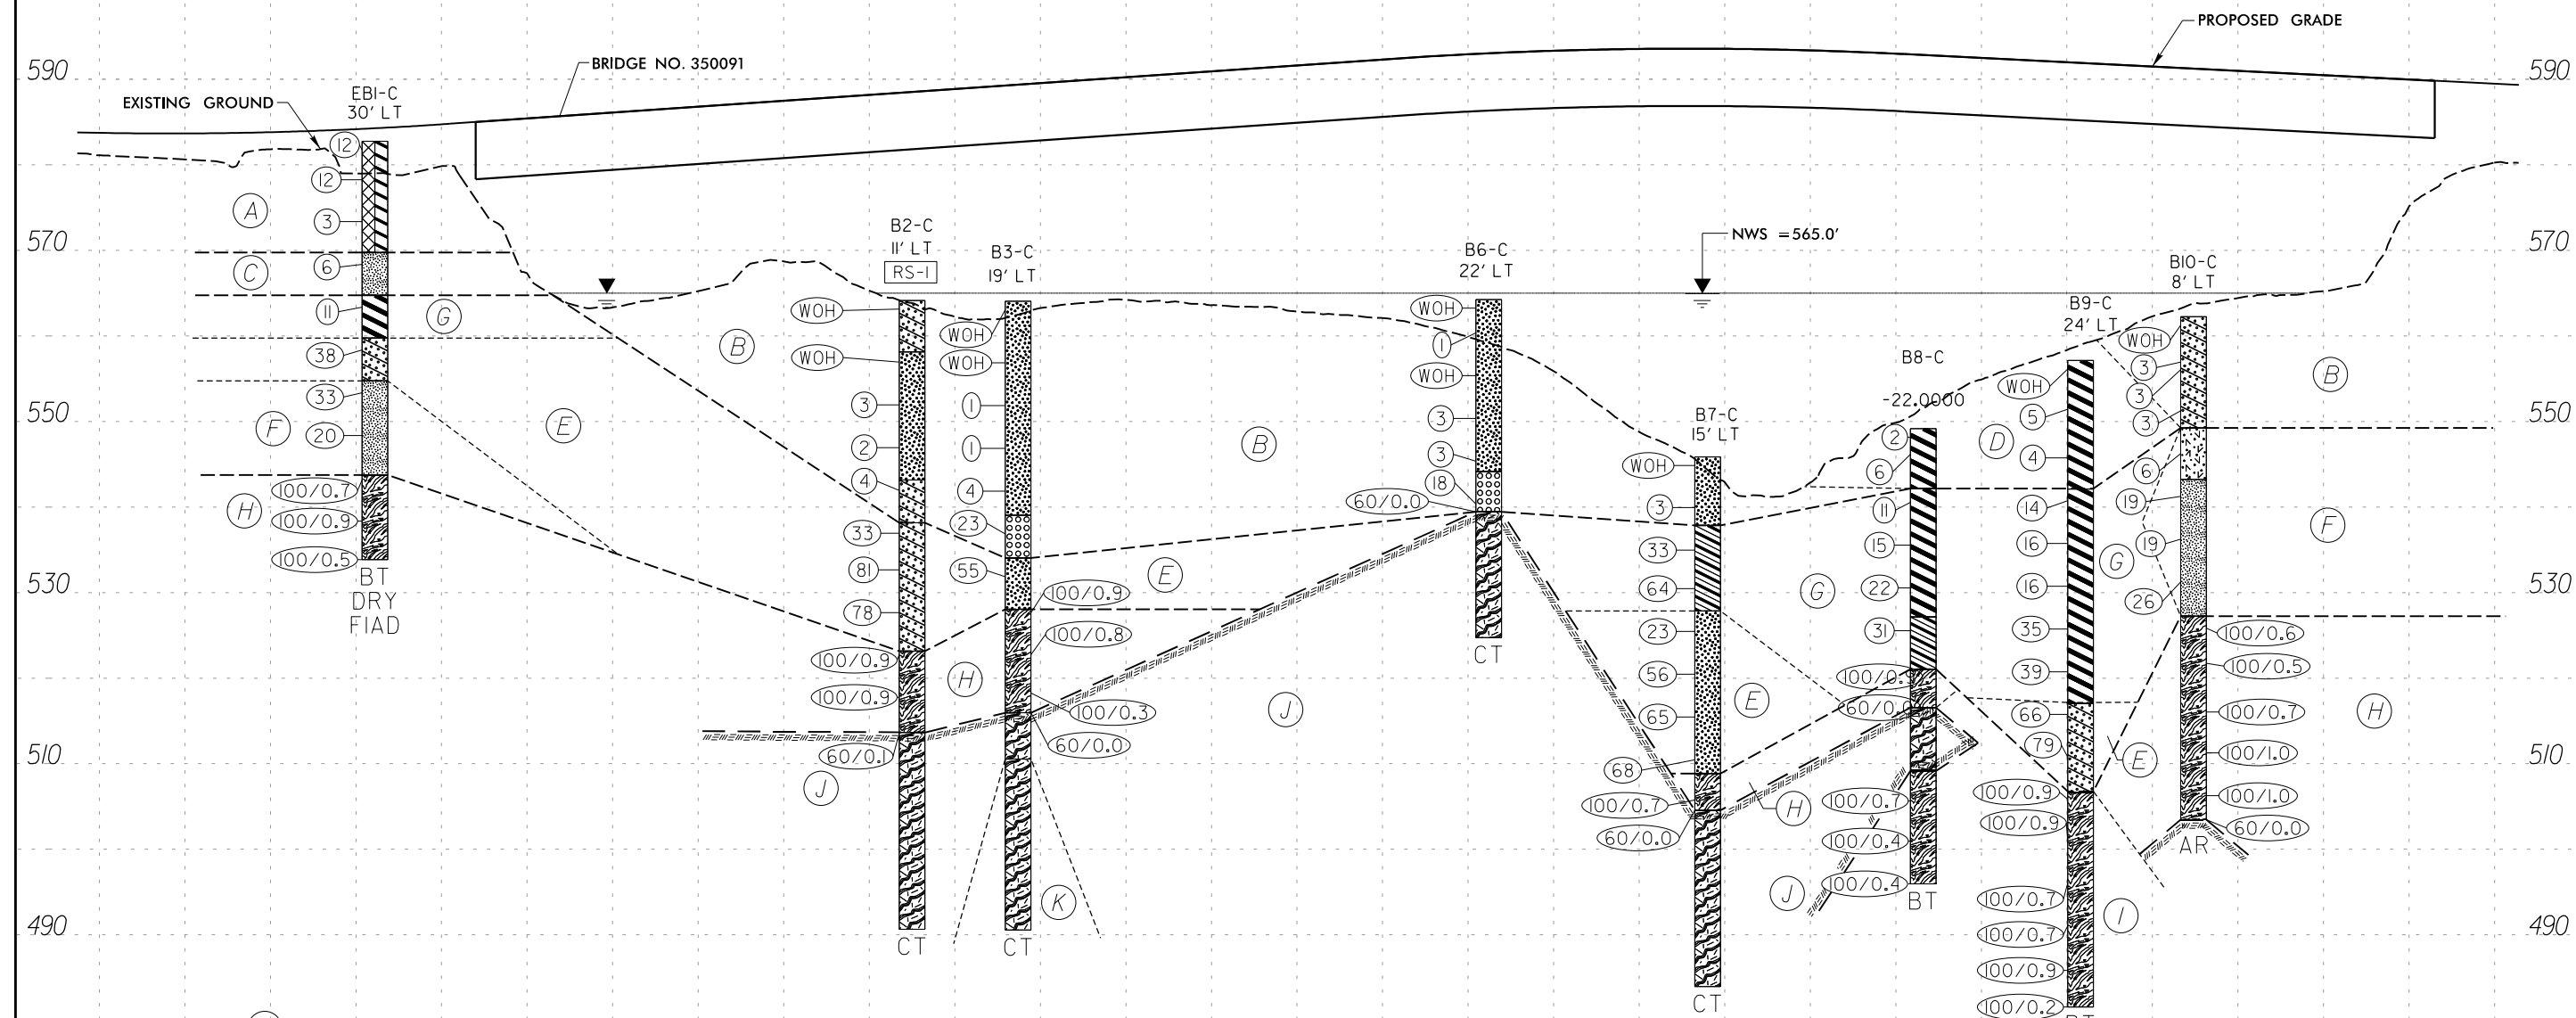 PROPOSED GRADE
BRIDGE NO. 350091
590
590
EXISTING GROUND
EB1-C
30' LT
12
12
A
3
570
570
C
6
G
11
38
33
550
550
F
20
E
H
100/0.7
100/0.9
100/0.5
BT
DRY
FIAD
530
530
510
510
490
490
B2-C
11' LT
RS-1
WOH
WOH
B
3
2
4
33
81
78
100/0.9
100/0.9
60/0.1
J
CT
B3-C
19' LT
WOH
WOH
1
1
4
23
55
100/0.9
100/0.8
H
100/0.3
60/0.0
K
CT
B
E
J
B6-C
22' LT
WOH
1
WOH
3
3
18
60/0.0
CT
NWS = 565.0'
B7-C
15' LT
WOH
3
33
64
23
56
65
68
100/0.7
60/0.0
CT
E
H
J
G
B8-C
-22.0000
2
6
11
15
22
31
60/0.0
100/0.7
100/0.4
100/0.4
BT
D
B9-C
24' LT
WOH
5
4
14
16
16
35
39
66
79
100/0.9
100/0.9
100/0.7
100/0.7
100/0.9
100/0.2
G
E
I
B10-C
8' LT
WOH
3
3
3
6
19
19
26
100/0.6
100/0.5
100/0.7
100/1.0
100/1.0
60/0.0
AR
B
F
H